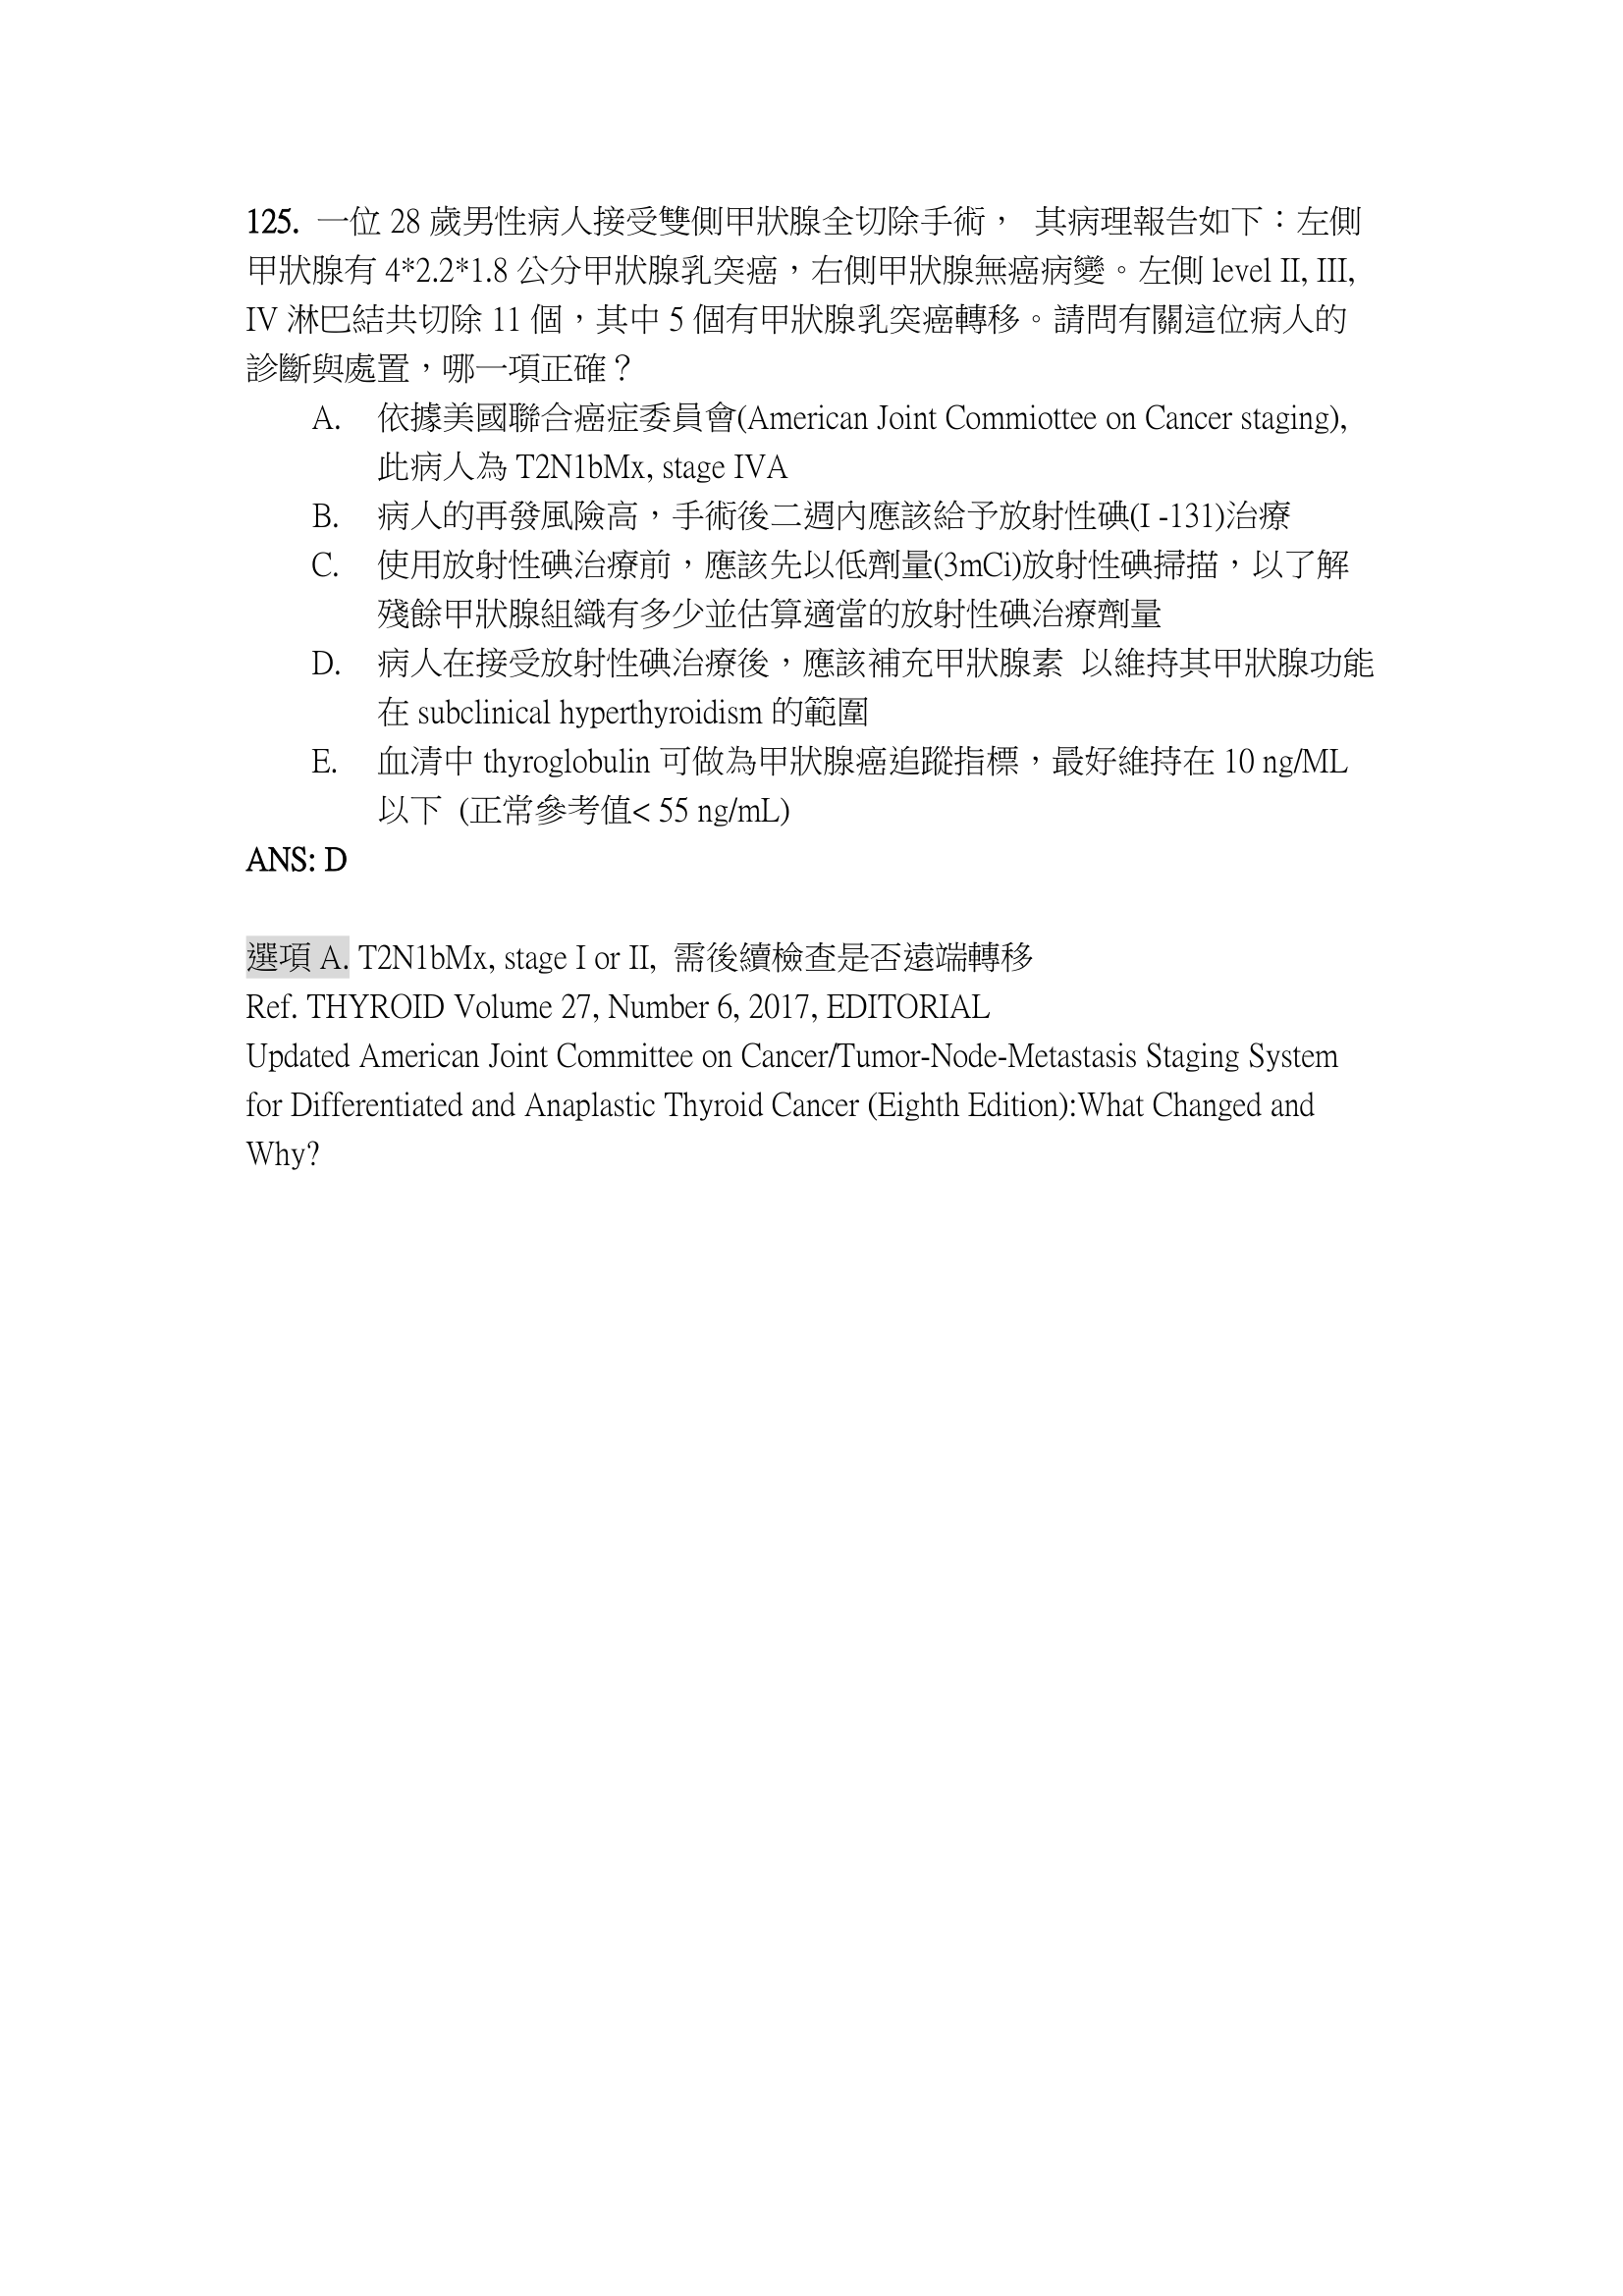 125. 一位 28 歲男性病人接受雙側甲狀腺全切除手術， 其病理報告如下：左側
甲狀腺有 4*2.2*1.8 公分甲狀腺乳突癌，右側甲狀腺無癌病變。左側 level II, III,
IV 淋巴結共切除 11 個，其中 5 個有甲狀腺乳突癌轉移。請問有關這位病人的
診斷與處置，哪一項正確？
A. 依據美國聯合癌症委員會(American Joint Commiottee on Cancer staging),
此病人為 T2N1bMx, stage IVA
B. 病人的再發風險高，手術後二週內應該給予放射性碘(I -131)治療
C. 使用放射性碘治療前，應該先以低劑量(3mCi)放射性碘掃描，以了解
殘餘甲狀腺組織有多少並估算適當的放射性碘治療劑量
D. 病人在接受放射性碘治療後，應該補充甲狀腺素 以維持其甲狀腺功能
在 subclinical hyperthyroidism 的範圍
E. 血清中 thyroglobulin 可做為甲狀腺癌追蹤指標，最好維持在 10 ng/ML
以下 (正常參考值< 55 ng/mL)
ANS: D
選項 A. T2N1bMx, stage I or II, 需後續檢查是否遠端轉移
Ref. THYROID Volume 27, Number 6, 2017, EDITORIAL
Updated American Joint Committee on Cancer/Tumor-Node-Metastasis Staging System
for Differentiated and Anaplastic Thyroid Cancer (Eighth Edition):What Changed and
Why?